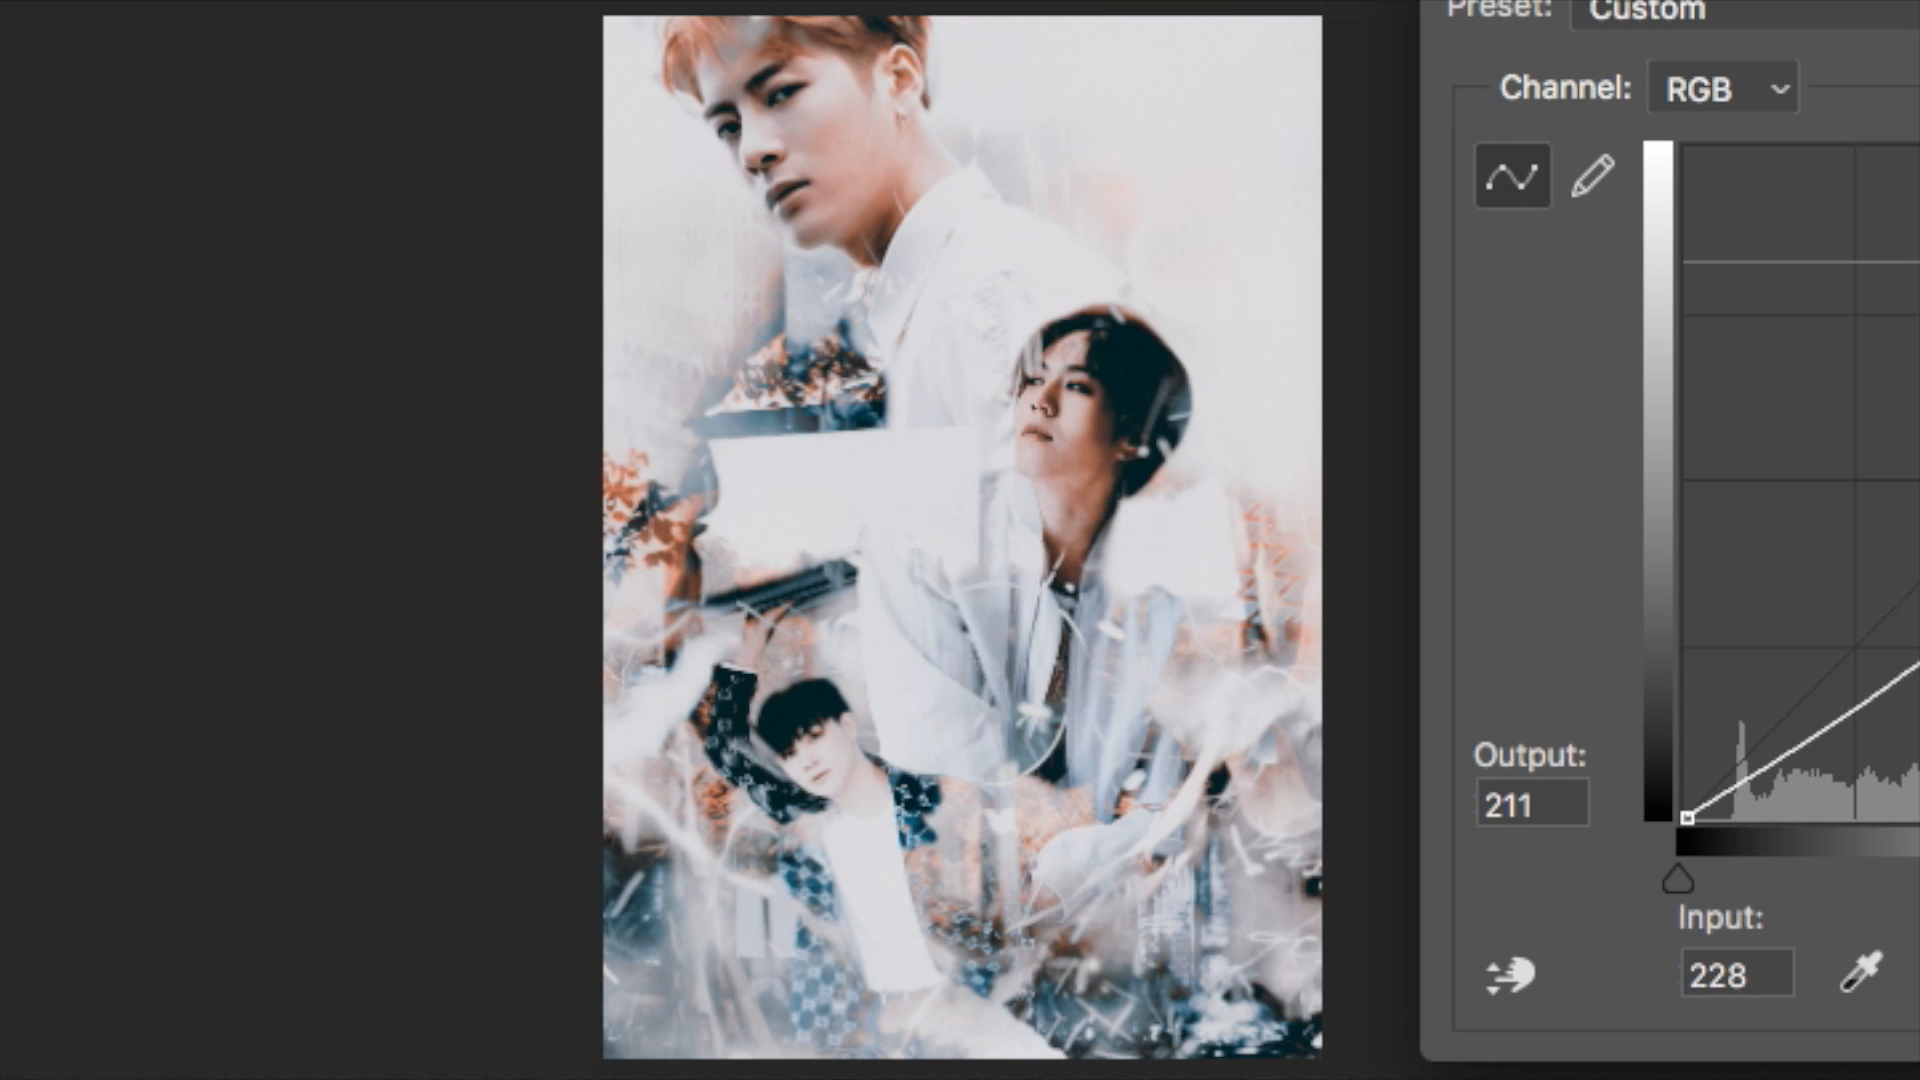 Preset: Custom
Channel: RGB
Output:
211
Input:
228